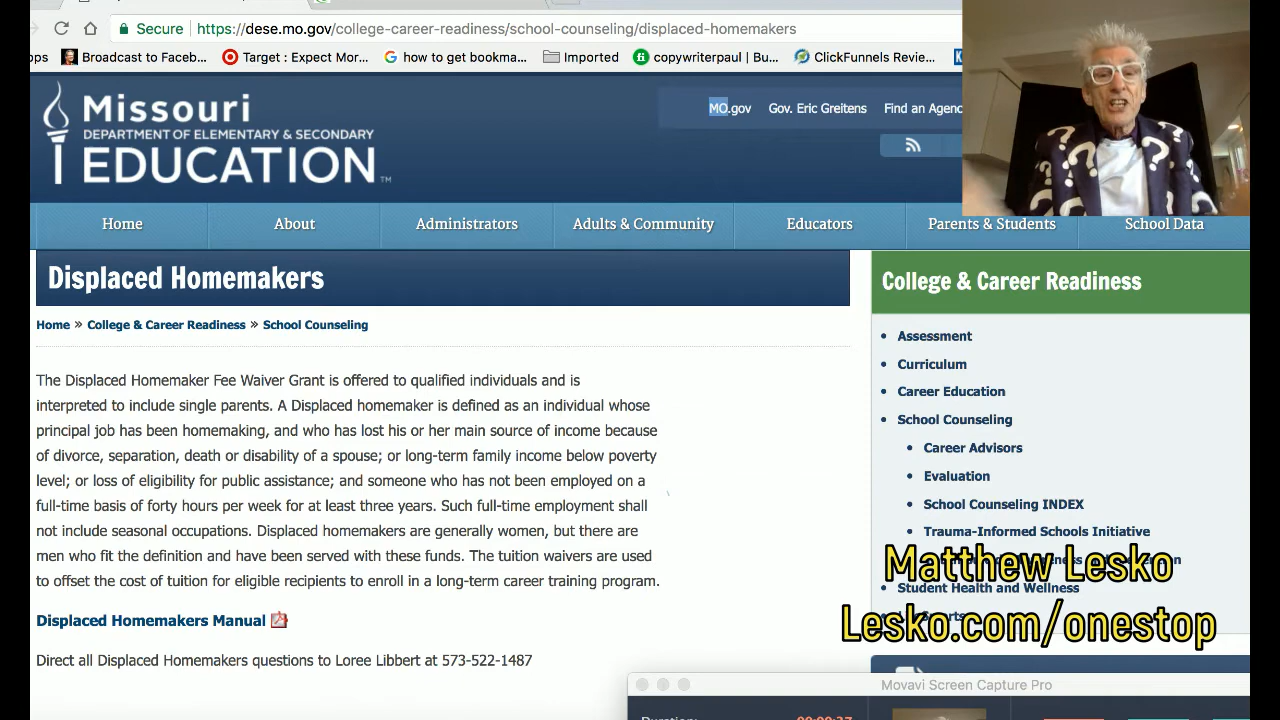 Secure https://dese.mo.gov/college-career-readiness/school-counseling/displaced-homemakers
pps Broadcast to Faceb... Target : Expect Mor... how to get bookma... Imported copywriterpaul | Bu... ClickFunnels Revie...
Missouri
DEPARTMENT OF ELEMENTARY & SECONDARY
EDUCATION™
MO.gov Gov. Eric Greitens Find an Agenc
Home About Administrators Adults & Community Educators Parents & Students School Data
Displaced Homemakers
Home » College & Career Readiness » School Counseling
The Displaced Homemaker Fee Waiver Grant is offered to qualified individuals and is
interpreted to include single parents. A Displaced homemaker is defined as an individual whose
principal job has been homemaking, and who has lost his or her main source of income because
of divorce, separation, death or disability of a spouse; or long-term family income below poverty
level; or loss of eligibility for public assistance; and someone who has not been employed on a
full-time basis of forty hours per week for at least three years. Such full-time employment shall
not include seasonal occupations. Displaced homemakers are generally women, but there are
men who fit the definition and have been served with these funds. The tuition waivers are used
to offset the cost of tuition for eligible recipients to enroll in a long-term career training program.
Displaced Homemakers Manual
Direct all Displaced Homemakers questions to Loree Libbert at 573-522-1487
College & Career Readiness
Assessment
Curriculum
Career Education
School Counseling
Career Advisors
Evaluation
School Counseling INDEX
Trauma-Informed Schools Initiative
Student Health and Wellness
Matthew Lesko
Lesko.com/onestop
Movavi Screen Capture Pro
Duration: 00:00:37